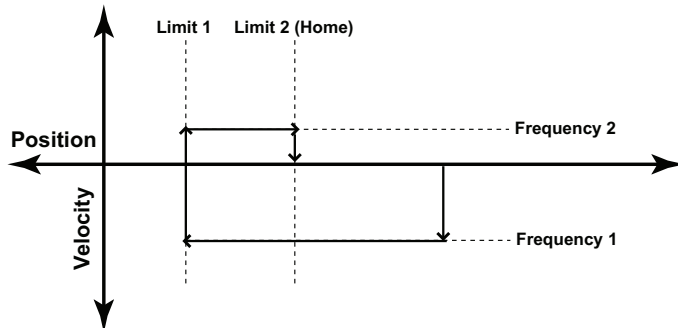 Limit 1
Limit 2 (Home)
Frequency 2
Position
Velocity
Frequency 1